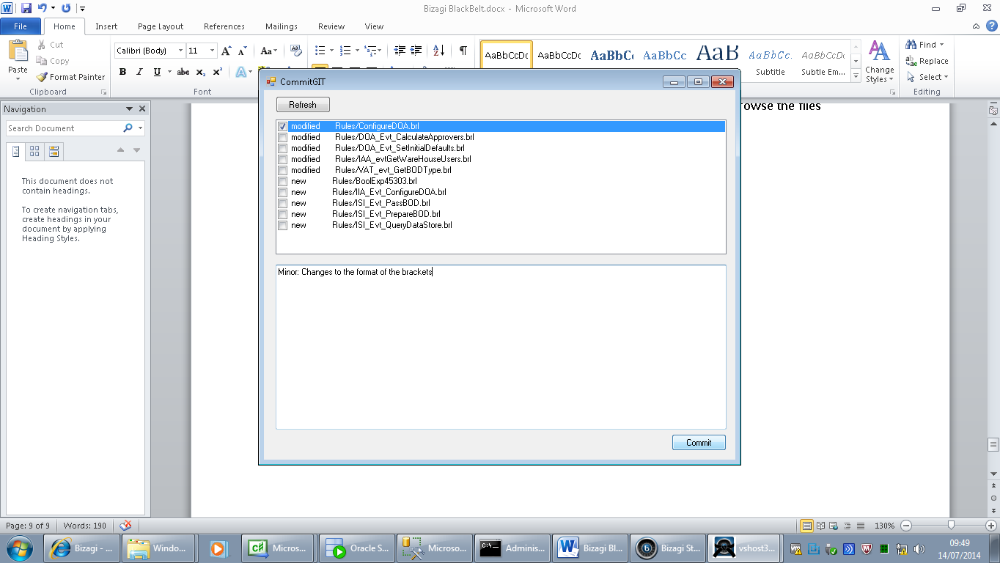 Bizagi BlackBelt.docx - Microsoft Word
File Home Insert Page Layout References Mailings Review View
Paste
Cut
Copy
Format Painter
Clipboard
Calibri (Body) 11
Font
AaBbCcDc AaBbCcDc AaBbCc AaBbCc AaB AaBbCc. AaBbCcDc
Subtitle Subtle Em...
Change Styles
Find
Replace
Select
Editing
Navigation
Search Document
This document does not
contain headings.
To create navigation tabs,
create headings in your
document by applying
Heading Styles.
rowse the files
CommitGIT
Refresh
modified Rules/ConfigureDOA.brl
modified Rules/DOA_Evt_CalculateApprovers.brl
modified Rules/DOA_Evt_SetInitialDefaults.brl
modified Rules/IAA_evtGetWareHouseUsers.brl
modified Rules/VAT_evt_GetBODType.brl
new Rules/BoolExp45303.brl
new Rules/IIA_Evt_ConfigureDOA.brl
new Rules/ISI_Evt_PassBOD.brl
new Rules/ISI_Evt_PrepareBOD.brl
new Rules/ISI_Evt_QueryDataStore.brl
Minor: Changes to the format of the brackets
Commit
Page: 9 of 9 Words: 190 130%
Bizagi - ... Windo... Micros... Oracle S... Microso... Adminis... Bizagi Bl... Bizagi St... vshost3...
09:49
14/07/2014